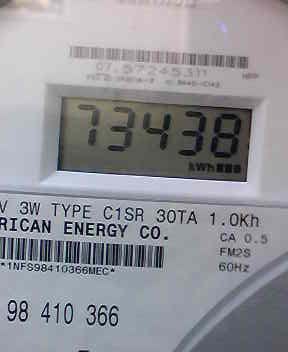 73438
kWh
V 3W TYPE C1SR 30TA 1.0Kh
RICAN ENERGY CO.
CA 0.5
FM2S
60Hz
*1NFS98410366MEC*
98 410 366